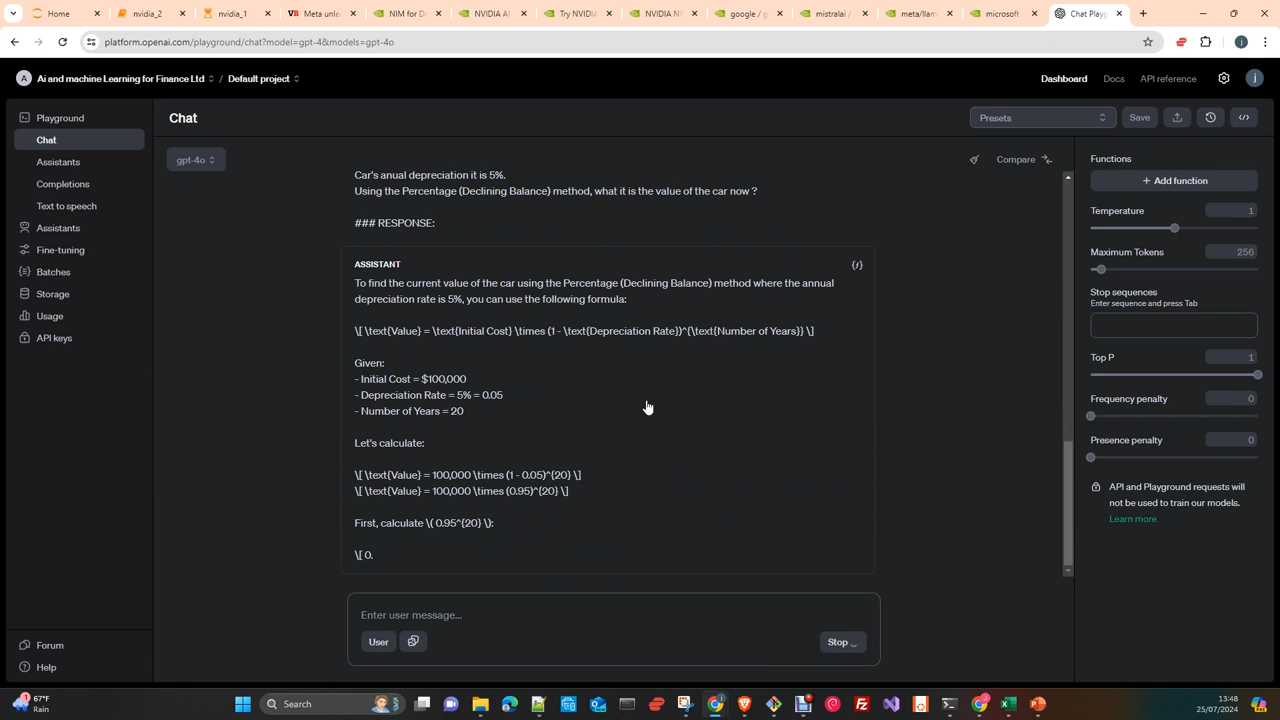 Home
nvidia_2
nvidia_1
Meta unle
NIM for D
NVIDIA AI
Try NVIDI
NVIDIA NI
google / g
mistralai /
meta/llam
microsoft
Chat Playg
platform.openai.com/playground/chat?model=gpt-4&models=gpt-4o
j
A
Ai and machine Learning for Finance Ltd
/
Default project
Dashboard
Docs
API reference
j
Playground
Chat
Assistants
Completions
Text to speech
Assistants
Fine-tuning
Batches
Storage
Usage
API keys
Forum
Help
Chat
Presets
Save
gpt-4o
Compare
Car's anual depreciation it is 5%.
Using the Percentage (Declining Balance) method, what it is the value of the car now ?
### RESPONSE:
ASSISTANT
To find the current value of the car using the Percentage (Declining Balance) method where the annual
depreciation rate is 5%, you can use the following formula:
\[ \text{Value} = \text{Initial Cost} \times (1 - \text{Depreciation Rate})^{\text{Number of Years}} \]
Given:
- Initial Cost = $100,000
- Depreciation Rate = 5% = 0.05
- Number of Years = 20
Let's calculate:
\[ \text{Value} = 100,000 \times (1 - 0.05)^{20} \]
\[ \text{Value} = 100,000 \times (0.95)^{20} \]
First, calculate \( 0.95^{20} \):
\[ 0.
Enter user message...
User
Stop
Functions
+ Add function
Temperature
1
Maximum Tokens
256
Stop sequences
Enter sequence and press Tab
Top P
1
Frequency penalty
0
Presence penalty
0
API and Playground requests will
not be used to train our models.
Learn more
1
67°F
Rain
Search
13:48
25/07/2024